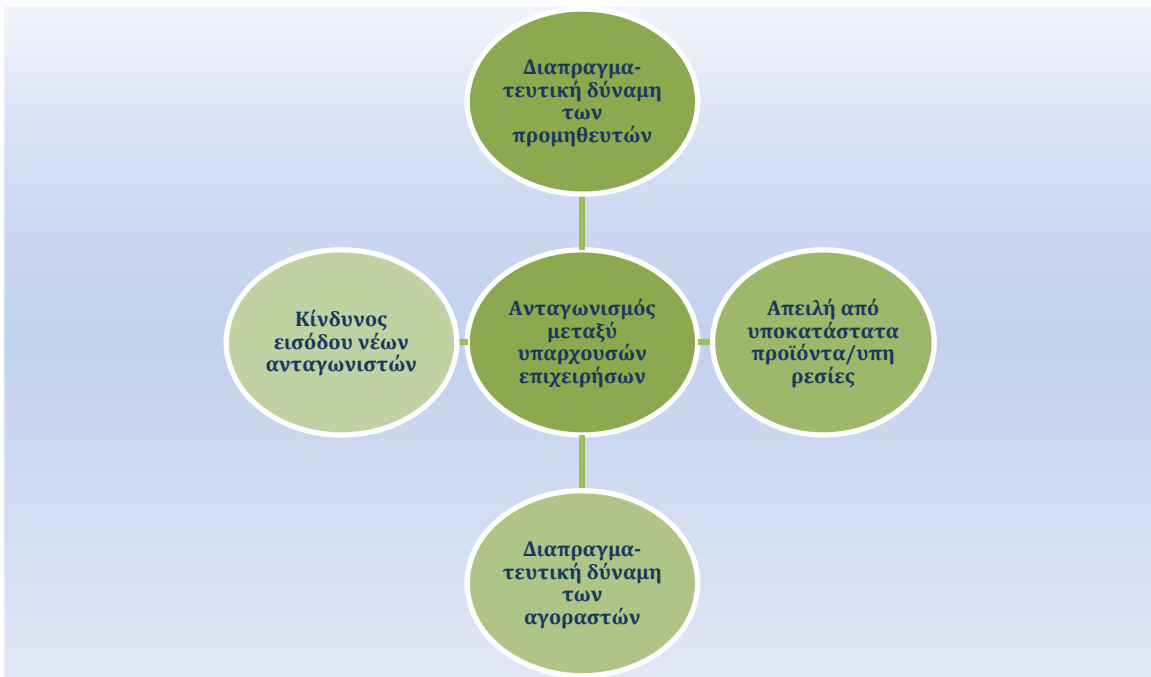 Διαπραγμα-
τευτική δύναμη
των
προμηθευτών
Κίνδυνος
εισόδου νέων
ανταγωνιστών
Ανταγωνισμός
μεταξύ
υπαρχουσών
επιχειρήσων
Απειλή από
υποκατάστατα
προϊόντα/υπη
ρεσίες
Διαπραγμα-
τευτική δύναμη
των
αγοραστών